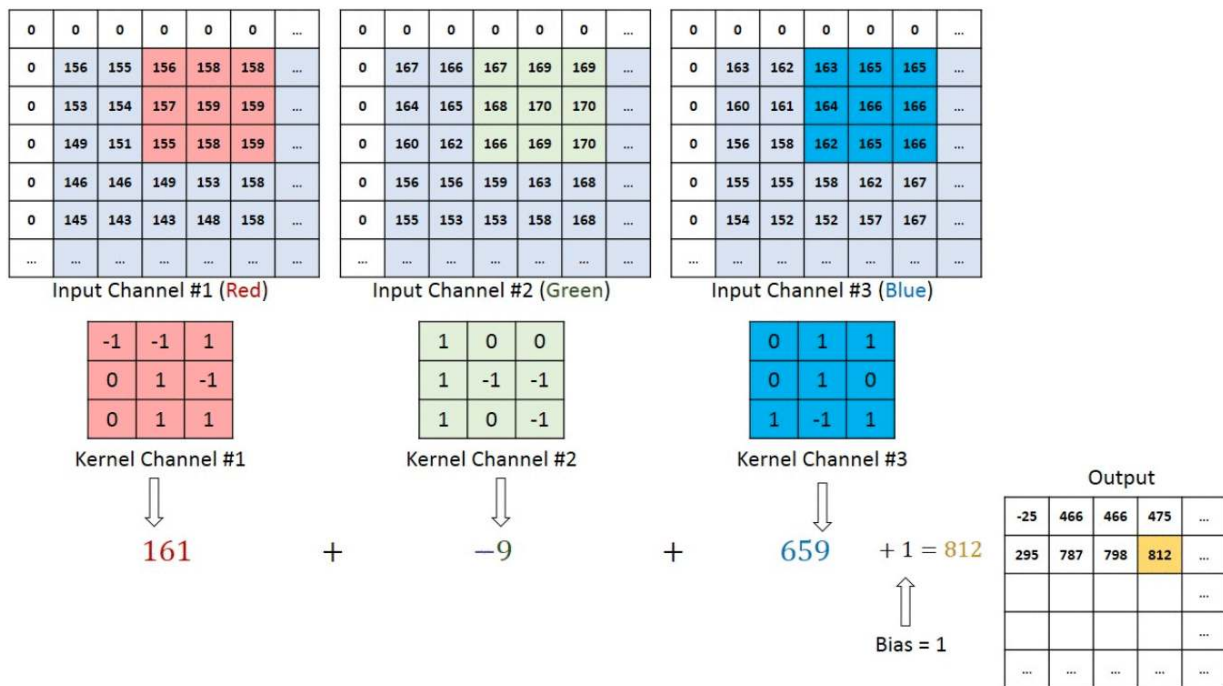 0 0 0 0 0 0 ...
0 156 155 156 158 158 ...
0 153 154 157 159 159 ...
0 149 151 155 158 159 ...
0 146 146 149 153 158 ...
0 145 143 143 148 158 ...
... ... ... ... ... ... ...
Input Channel #1 (Red)
0 0 0 0 0 0 ...
0 167 166 167 169 169 ...
0 164 165 168 170 170 ...
0 160 162 166 169 170 ...
0 156 156 159 163 168 ...
0 155 153 153 158 168 ...
... ... ... ... ... ... ...
Input Channel #2 (Green)
0 0 0 0 0 0 ...
0 163 162 163 165 165 ...
0 160 161 164 166 166 ...
0 156 158 162 165 166 ...
0 155 155 158 162 167 ...
0 154 152 152 157 167 ...
... ... ... ... ... ... ...
Input Channel #3 (Blue)
-1 -1 1
0 1 -1
0 1 1
Kernel Channel #1
1 0 0
1 -1 -1
1 0 -1
Kernel Channel #2
0 1 1
0 1 0
1 -1 1
Kernel Channel #3
161 + −9 + 659 + 1 = 812
Bias = 1
Output
-25 466 466 475 ...
295 787 798 812 ...
...
...
... ... ... ... ...